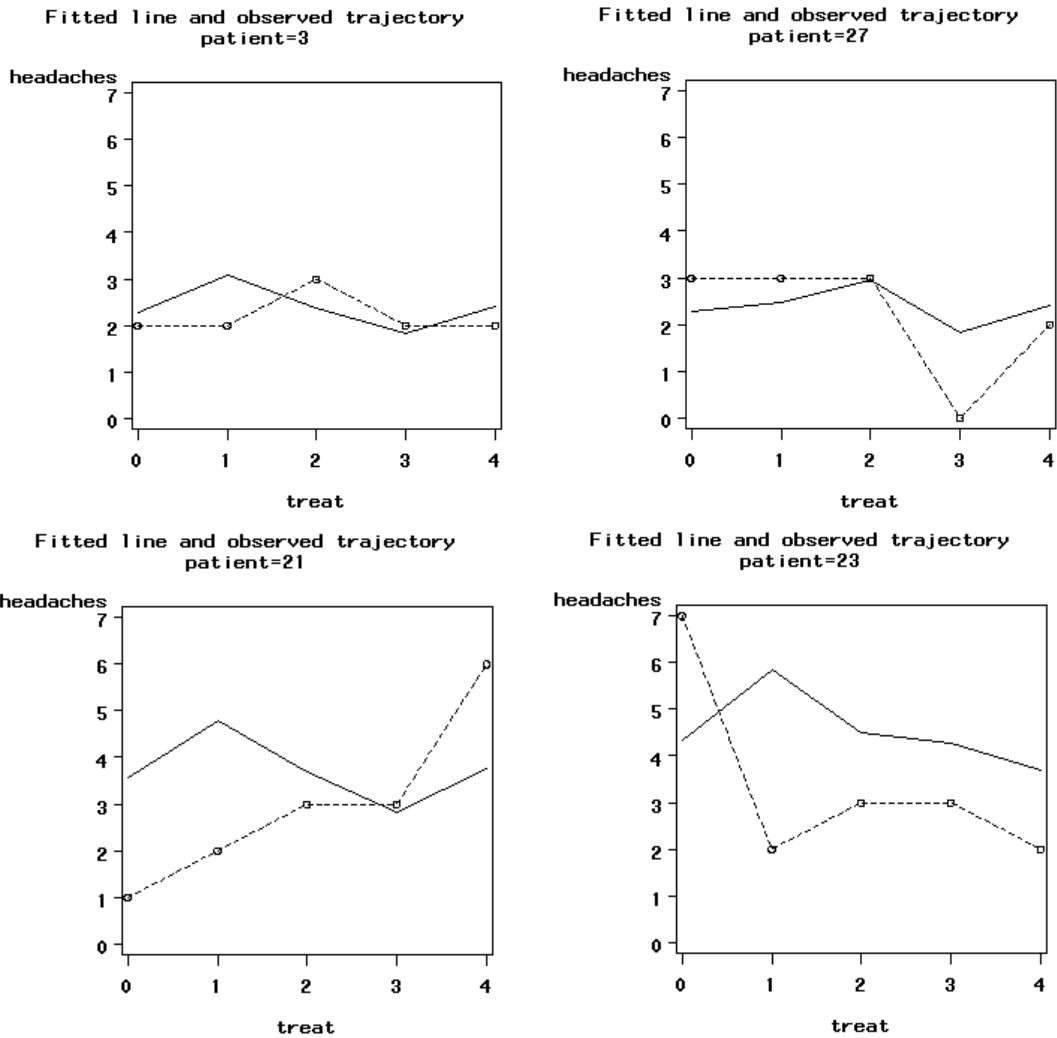 Fitted line and observed trajectory
patient=3
headaches
7
6
5
4
3
2
1
0
0 1 2 3 4
treat
Fitted line and observed trajectory
patient=27
headaches
7
6
5
4
3
2
1
0
0 1 2 3 4
treat
Fitted line and observed trajectory
patient=21
headaches
7
6
5
4
3
2
1
0
0 1 2 3 4
treat
Fitted line and observed trajectory
patient=23
headaches
7
6
5
4
3
2
1
0
0 1 2 3 4
treat